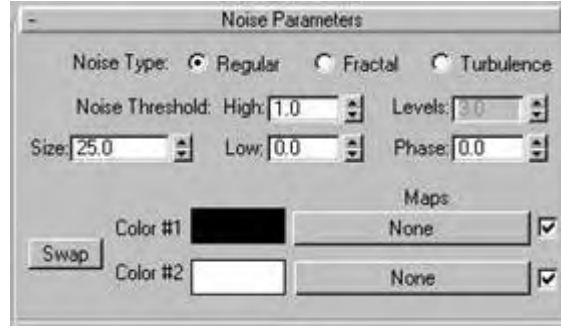 - Noise Parameters
Noise Type: Regular Fractal Turbulence
Noise Threshold: High: 1.0 Levels: 3.0
Size: 25.0 Low: 0.0 Phase: 0.0
Maps
Color #1 None
Swap
Color #2 None